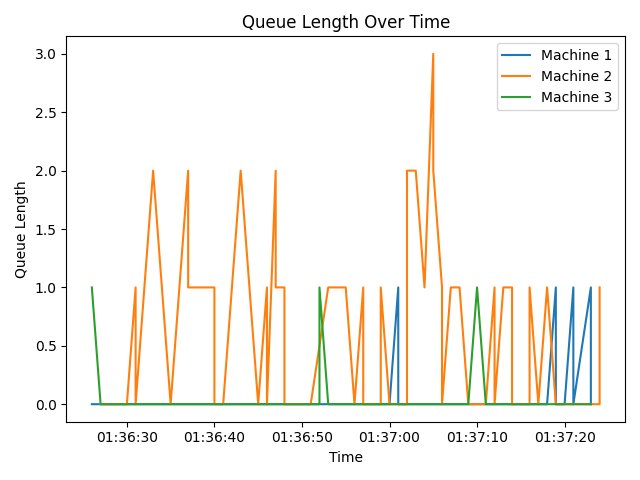 Queue Length Over Time
Machine 1
Machine 2
Machine 3
Queue Length
3.0
2.5
2.0
1.5
1.0
0.5
0.0
01:36:30 01:36:40 01:36:50 01:37:00 01:37:10 01:37:20
Time